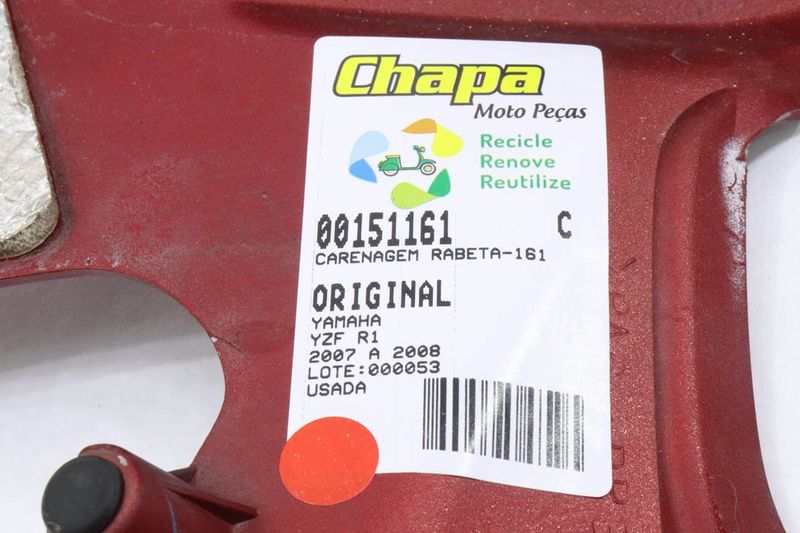 Chapa
Moto Peças
Recicle
Renove
Reutilize
00151161 C
CARENAGEM RABETA-161
ORIGINAL
YAMAHA
YZF R1
2007 A 2008
LOTE:000053
USADA